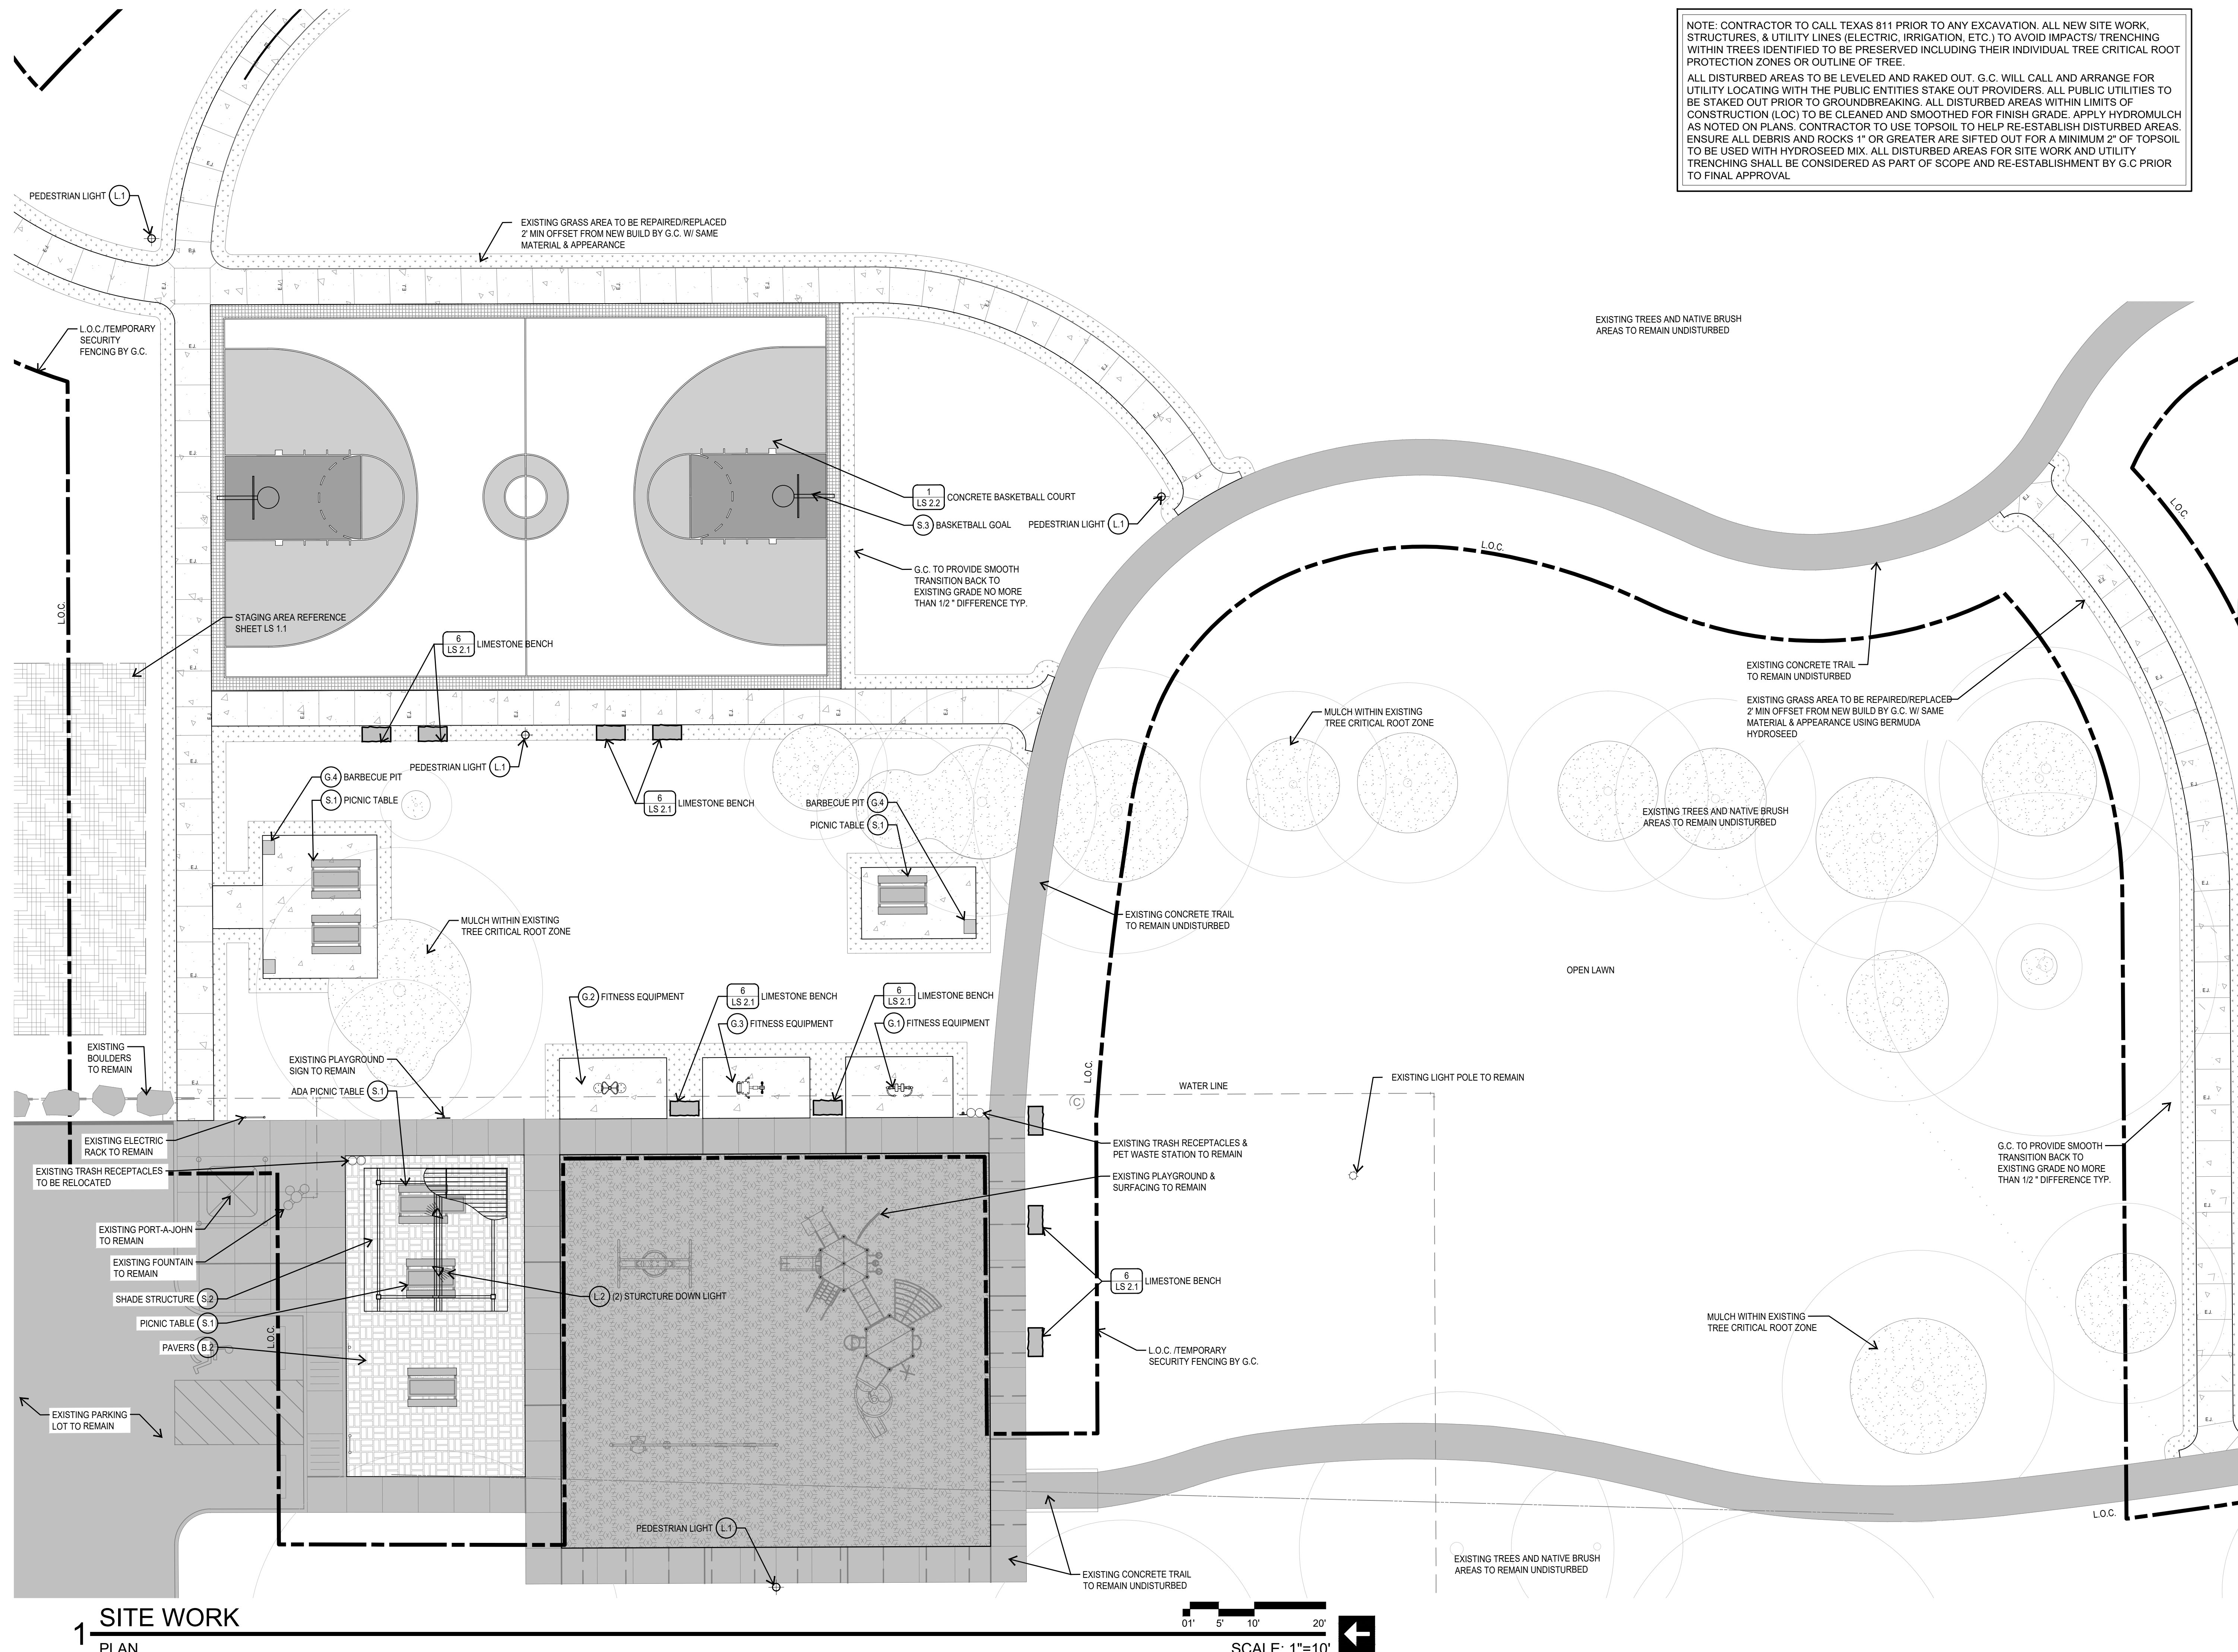 NOTE: CONTRACTOR TO CALL TEXAS 811 PRIOR TO ANY EXCAVATION. ALL NEW SITE WORK,
STRUCTURES, & UTILITY LINES (ELECTRIC, IRRIGATION, ETC.) TO AVOID IMPACTS/ TRENCHING
WITHIN TREES IDENTIFIED TO BE PRESERVED INCLUDING THEIR INDIVIDUAL TREE CRITICAL ROOT
PROTECTION ZONES OR OUTLINE OF TREE.
ALL DISTURBED AREAS TO BE LEVELED AND RAKED OUT. G.C. WILL CALL AND ARRANGE FOR
UTILITY LOCATING WITH THE PUBLIC ENTITIES STAKE OUT PROVIDERS. ALL PUBLIC UTILITIES TO
BE STAKED OUT PRIOR TO GROUNDBREAKING. ALL DISTURBED AREAS WITHIN LIMITS OF
CONSTRUCTION (LOC) TO BE CLEANED AND SMOOTHED FOR FINISH GRADE. APPLY HYDROMULCH
AS NOTED ON PLANS. CONTRACTOR TO USE TOPSOIL TO HELP RE-ESTABLISH DISTURBED AREAS.
ENSURE ALL DEBRIS AND ROCKS 1" OR GREATER ARE SIFTED OUT FOR A MINIMUM 2" OF TOPSOIL
TO BE USED WITH HYDROSEED MIX. ALL DISTURBED AREAS FOR SITE WORK AND UTILITY
TRENCHING SHALL BE CONSIDERED AS PART OF SCOPE AND RE-ESTABLISHMENT BY G.C PRIOR
TO FINAL APPROVAL
PEDESTRIAN LIGHT L.1
EXISTING GRASS AREA TO BE REPAIRED/REPLACED
2' MIN OFFSET FROM NEW BUILD BY G.C. W/ SAME
MATERIAL & APPEARANCE
L.O.C./TEMPORARY
SECURITY
FENCING BY G.C.
EXISTING TREES AND NATIVE BRUSH
AREAS TO REMAIN UNDISTURBED
1
LS 2.2
CONCRETE BASKETBALL COURT
S.3 BASKETBALL GOAL
PEDESTRIAN LIGHT L.1
L.O.C.
L.O.C.
G.C. TO PROVIDE SMOOTH
TRANSITION BACK TO
EXISTING GRADE NO MORE
THAN 1/2 " DIFFERENCE TYP.
L.O.C.
STAGING AREA REFERENCE
SHEET LS 1.1
6
LS 2.1
LIMESTONE BENCH
EXISTING CONCRETE TRAIL
TO REMAIN UNDISTURBED
EXISTING GRASS AREA TO BE REPAIRED/REPLACED
2' MIN OFFSET FROM NEW BUILD BY G.C. W/ SAME
MATERIAL & APPEARANCE USING BERMUDA
HYDROSEED
MULCH WITHIN EXISTING
TREE CRITICAL ROOT ZONE
PEDESTRIAN LIGHT L.1
G.4 BARBECUE PIT
S.1 PICNIC TABLE
6
LS 2.1
LIMESTONE BENCH
BARBECUE PIT G.4
PICNIC TABLE S.1
EXISTING TREES AND NATIVE BRUSH
AREAS TO REMAIN UNDISTURBED
MULCH WITHIN EXISTING
TREE CRITICAL ROOT ZONE
EXISTING CONCRETE TRAIL
TO REMAIN UNDISTURBED
OPEN LAWN
G.2 FITNESS EQUIPMENT
6
LS 2.1
LIMESTONE BENCH
G.3 FITNESS EQUIPMENT
6
LS 2.1
LIMESTONE BENCH
G.1 FITNESS EQUIPMENT
EXISTING
BOULDERS
TO REMAIN
EXISTING PLAYGROUND
SIGN TO REMAIN
ADA PICNIC TABLE S.1
L.O.C.
WATER LINE
C
EXISTING LIGHT POLE TO REMAIN
EXISTING ELECTRIC
RACK TO REMAIN
EXISTING TRASH RECEPTACLES
TO BE RELOCATED
EXISTING TRASH RECEPTACLES &
PET WASTE STATION TO REMAIN
EXISTING PLAYGROUND &
SURFACING TO REMAIN
G.C. TO PROVIDE SMOOTH
TRANSITION BACK TO
EXISTING GRADE NO MORE
THAN 1/2 " DIFFERENCE TYP.
EXISTING PORT-A-JOHN
TO REMAIN
EXISTING FOUNTAIN
TO REMAIN
SHADE STRUCTURE S.2
L.2 (2) STURCTURE DOWN LIGHT
6
LS 2.1
LIMESTONE BENCH
PICNIC TABLE S.1
PAVERS B.2
L.O.C.
L.O.C. /TEMPORARY
SECURITY FENCING BY G.C.
MULCH WITHIN EXISTING
TREE CRITICAL ROOT ZONE
EXISTING PARKING
LOT TO REMAIN
PEDESTRIAN LIGHT L.1
L.O.C.
EXISTING CONCRETE TRAIL
TO REMAIN UNDISTURBED
EXISTING TREES AND NATIVE BRUSH
AREAS TO REMAIN UNDISTURBED
1 SITE WORK
PLAN
01' 5' 10' 20'
SCALE: 1"=10'